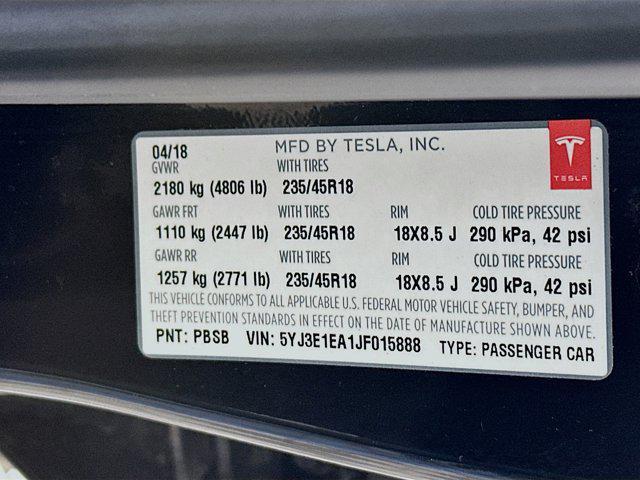 04/18 MFD BY TESLA, INC.
GVWR WITH TIRES
2180 kg (4806 lb) 235/45R18
TESLA
GAWR FRT WITH TIRES RIM COLD TIRE PRESSURE
1110 kg (2447 lb) 235/45R18 18X8.5 J 290 kPa, 42 psi
GAWR RR WITH TIRES RIM COLD TIRE PRESSURE
1257 kg (2771 lb) 235/45R18 18X8.5 J 290 kPa, 42 psi
THIS VEHICLE CONFORMS TO ALL APPLICABLE U.S. FEDERAL MOTOR VEHICLE SAFETY, BUMPER, AND
THEFT PREVENTION STANDARDS IN EFFECT ON THE DATE OF MANUFACTURE SHOWN ABOVE.
PNT: PBSB VIN: 5YJ3E1EA1JF015888 TYPE: PASSENGER CAR